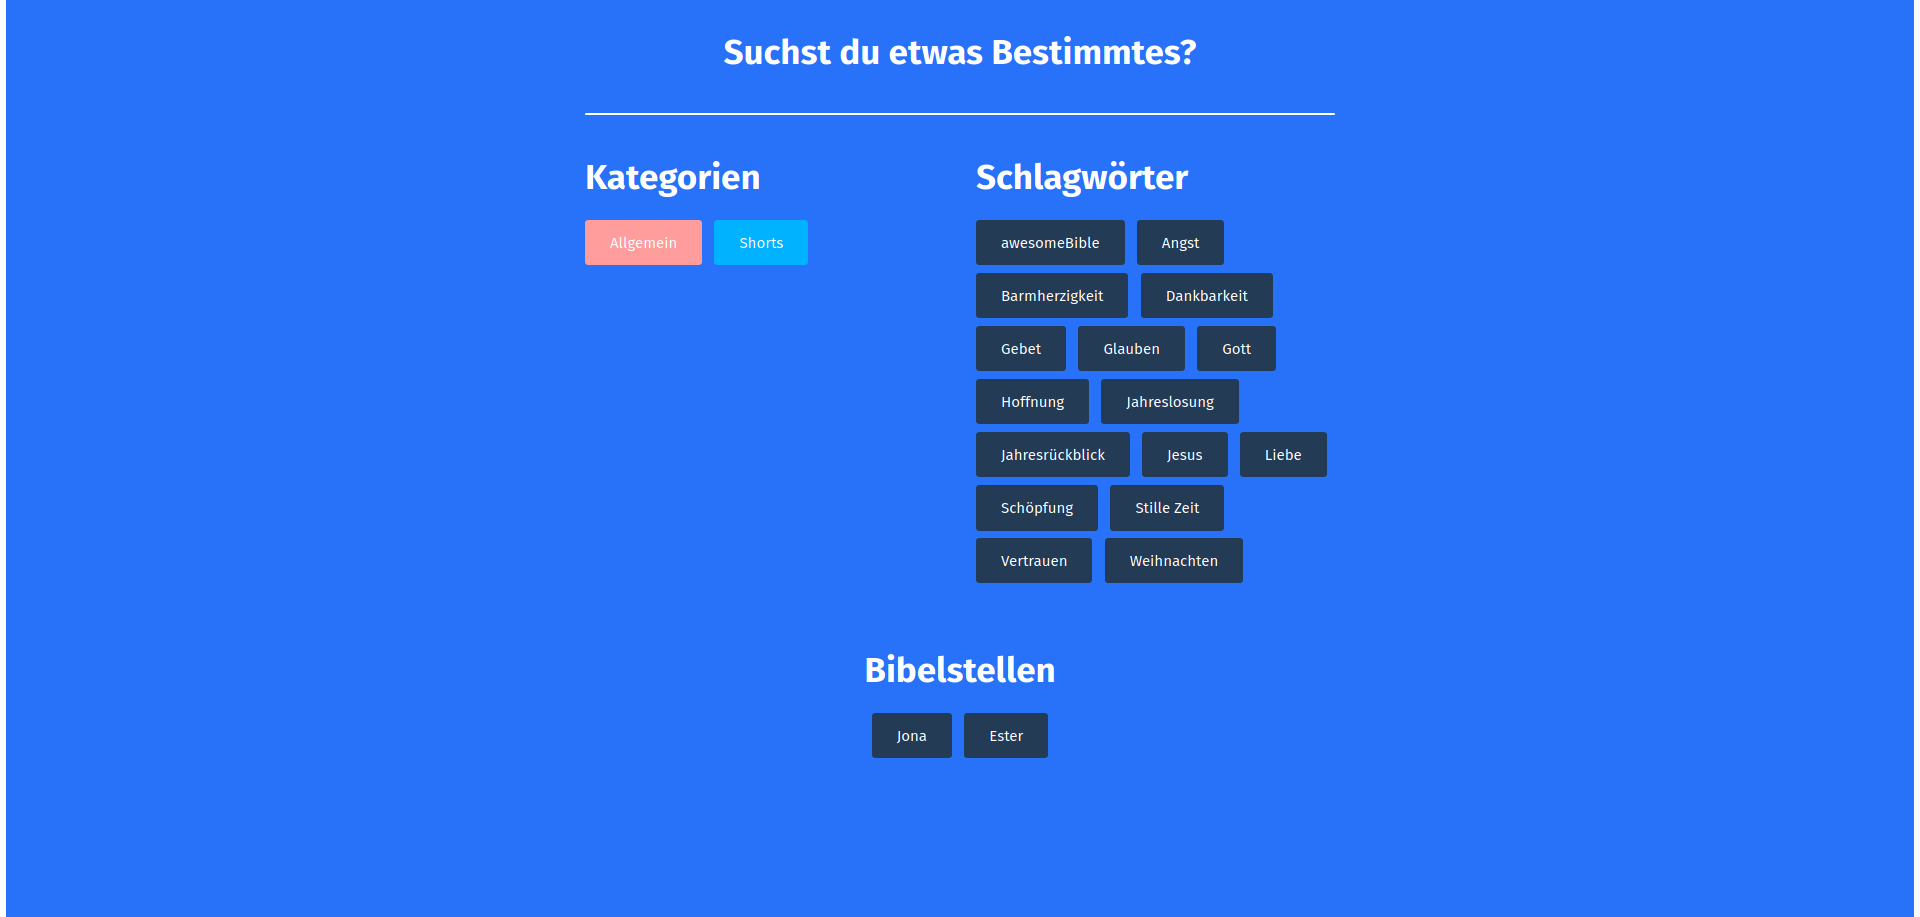 Suchst du etwas Bestimmtes?
Kategorien
Allgemein Shorts
Schlagwörter
awesomeBible Angst
Barmherzigkeit Dankbarkeit
Gebet Glauben Gott
Hoffnung Jahreslosung
Jahresrückblick Jesus Liebe
Schöpfung Stille Zeit
Vertrauen Weihnachten
Bibelstellen
Jona Ester